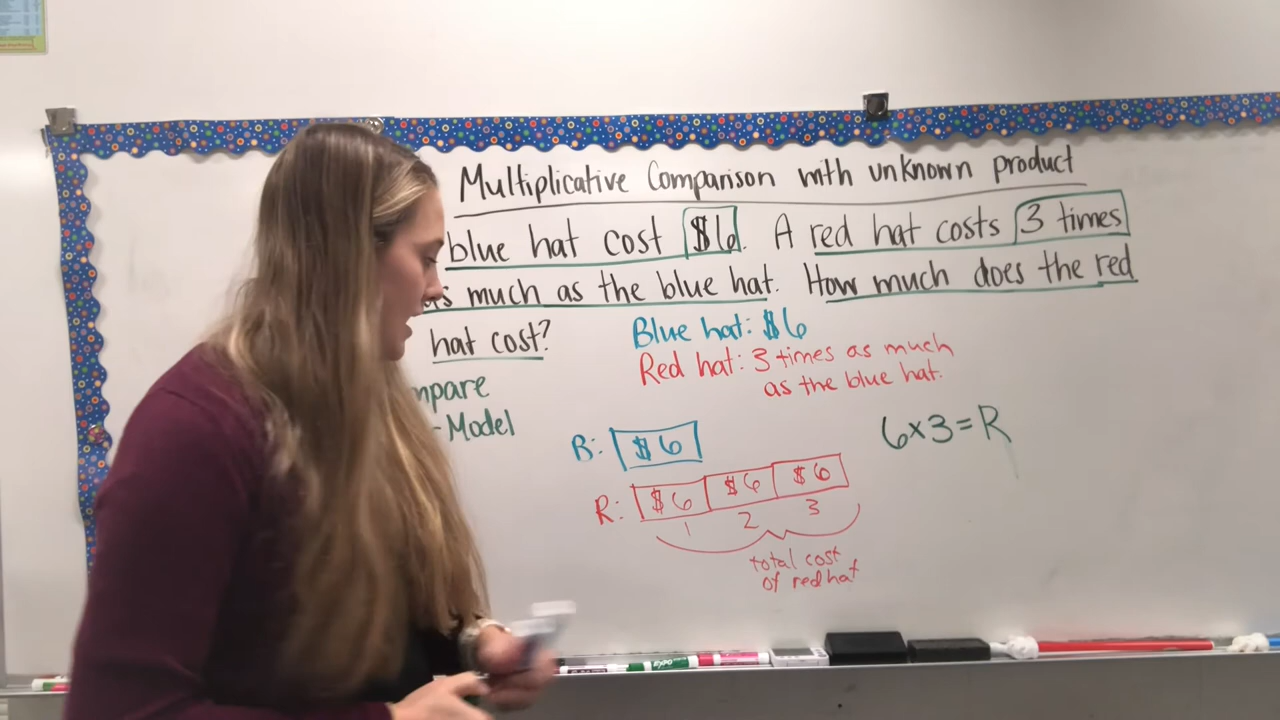 Multiplicative Comparison with unknown product
blue hat cost $6. A red hat costs 3 times
as much as the blue hat. How much does the red
hat cost?
Blue hat: $6
Red hat: 3 times as much
as the blue hat.
mpare
-Model
B: $6
6x3=R
R: $6 $6 $6
1 2 3
total cost
of red hat
EXPO